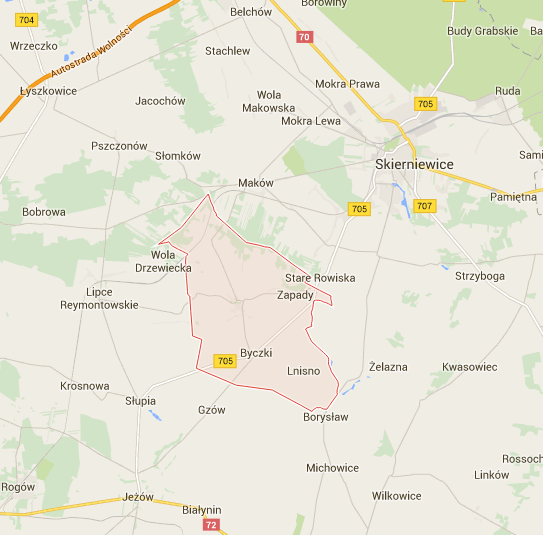 Borowiny
704
Belchów
Wrzeczko
70
Budy Grabskie
Ba
Stachlew
Autostrada Wolności
Mokra Prawa
Łyszkowice
Ruda
Wola
Makowska
Jacochów
705
Mokra Lewa
Pszczonów
Słomków
Sami
Skierniewice
Maków
Pamiętna
Bobrowa
705
707
Wola
Drzewiecka
Stare Rowiska
Strzyboga
Lipce
Reymontowskie
Zapady
Byczki
705
Żelazna
Kwasowiec
Lnisno
Krosnowa
Słupia
Gzów
Borysław
Rossoch
Michowice
Linków
Rogów
Jeżów
Wilkowice
Białynin
72